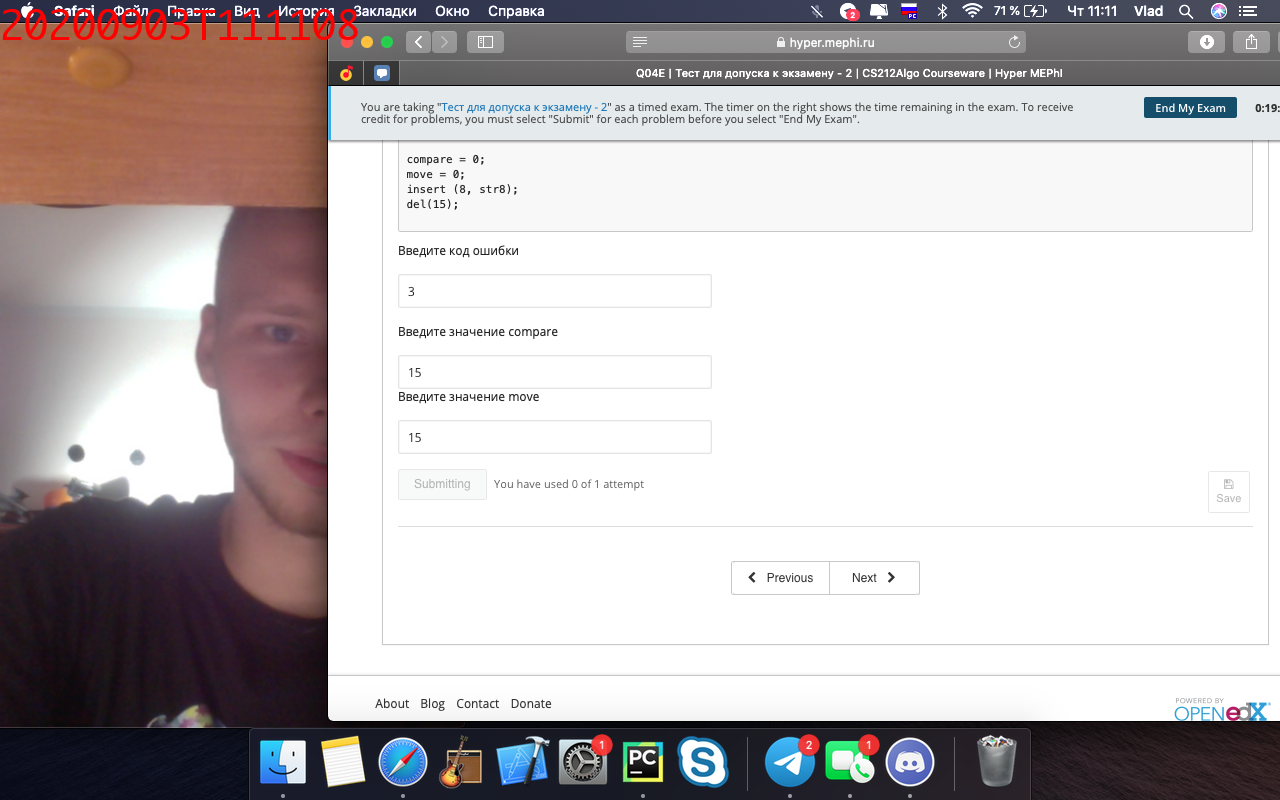 Safari Файл Правка Вид История Закладки Окно Справка 2 РС 71 % Чт 11:11 Vlad
20200903T111108
hyper.mephi.ru
Q04E | Тест для допуска к экзамену - 2 | CS212Algo Courseware | Hyper MEPhI
You are taking "Тест для допуска к экзамену - 2" as a timed exam. The timer on the right shows the time remaining in the exam. To receive
credit for problems, you must select "Submit" for each problem before you select "End My Exam".
End My Exam 0:19:
compare = 0;
move = 0;
insert (8, str8);
del(15);
Введите код ошибки
3
Введите значение compare
15
Введите значение move
15
Submitting You have used 0 of 1 attempt
Save
Previous Next
About Blog Contact Donate
POWERED BY
OPEN edX
1 PC 2 1